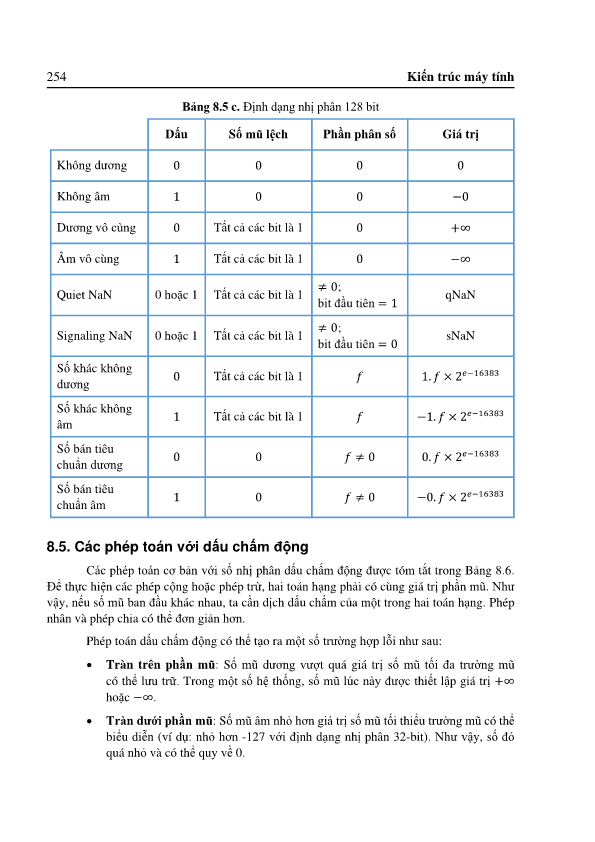 254 Kiến trúc máy tính
Bảng 8.5 c. Định dạng nhị phân 128 bit
Dấu Số mũ lệch Phần phân số Giá trị
Không dương 0 0 0 0
Không âm 1 0 0 −0
Dương vô cùng 0 Tất cả các bit là 1 0 +∞
Âm vô cùng 1 Tất cả các bit là 1 0 −∞
Quiet NaN 0 hoặc 1 Tất cả các bit là 1 ≠ 0; bit đầu tiên = 1 qNaN
Signaling NaN 0 hoặc 1 Tất cả các bit là 1 ≠ 0; bit đầu tiên = 0 sNaN
Số khác không dương 0 Tất cả các bit là 1 f 1. f × 2^{e−16383}
Số khác không âm 1 Tất cả các bit là 1 f −1. f × 2^{e−16383}
Số bán tiêu chuẩn dương 0 0 f ≠ 0 0. f × 2^{e−16383}
Số bán tiêu chuẩn âm 1 0 f ≠ 0 −0. f × 2^{e−16383}
8.5. Các phép toán với dấu chấm động
Các phép toán cơ bản với số nhị phân dấu chấm động được tóm tắt trong Bảng 8.6.
Để thực hiện các phép cộng hoặc phép trừ, hai toán hạng phải có cùng giá trị phần mũ. Như
vậy, nếu số mũ ban đầu khác nhau, ta cần dịch dấu chấm của một trong hai toán hạng. Phép
nhân và phép chia có thể đơn giản hơn.
Phép toán dấu chấm động có thể tạo ra một số trường hợp lỗi như sau:
• Tràn trên phần mũ: Số mũ dương vượt quá giá trị số mũ tối đa trường mũ
có thể lưu trữ. Trong một số hệ thống, số mũ lúc này được thiết lập giá trị +∞
hoặc −∞.
• Tràn dưới phần mũ: Số mũ âm nhỏ hơn giá trị số mũ tối thiểu trường mũ có thể
biểu diễn (ví dụ: nhỏ hơn -127 với định dạng nhị phân 32-bit). Như vậy, số đó
quá nhỏ và có thể quy về 0.